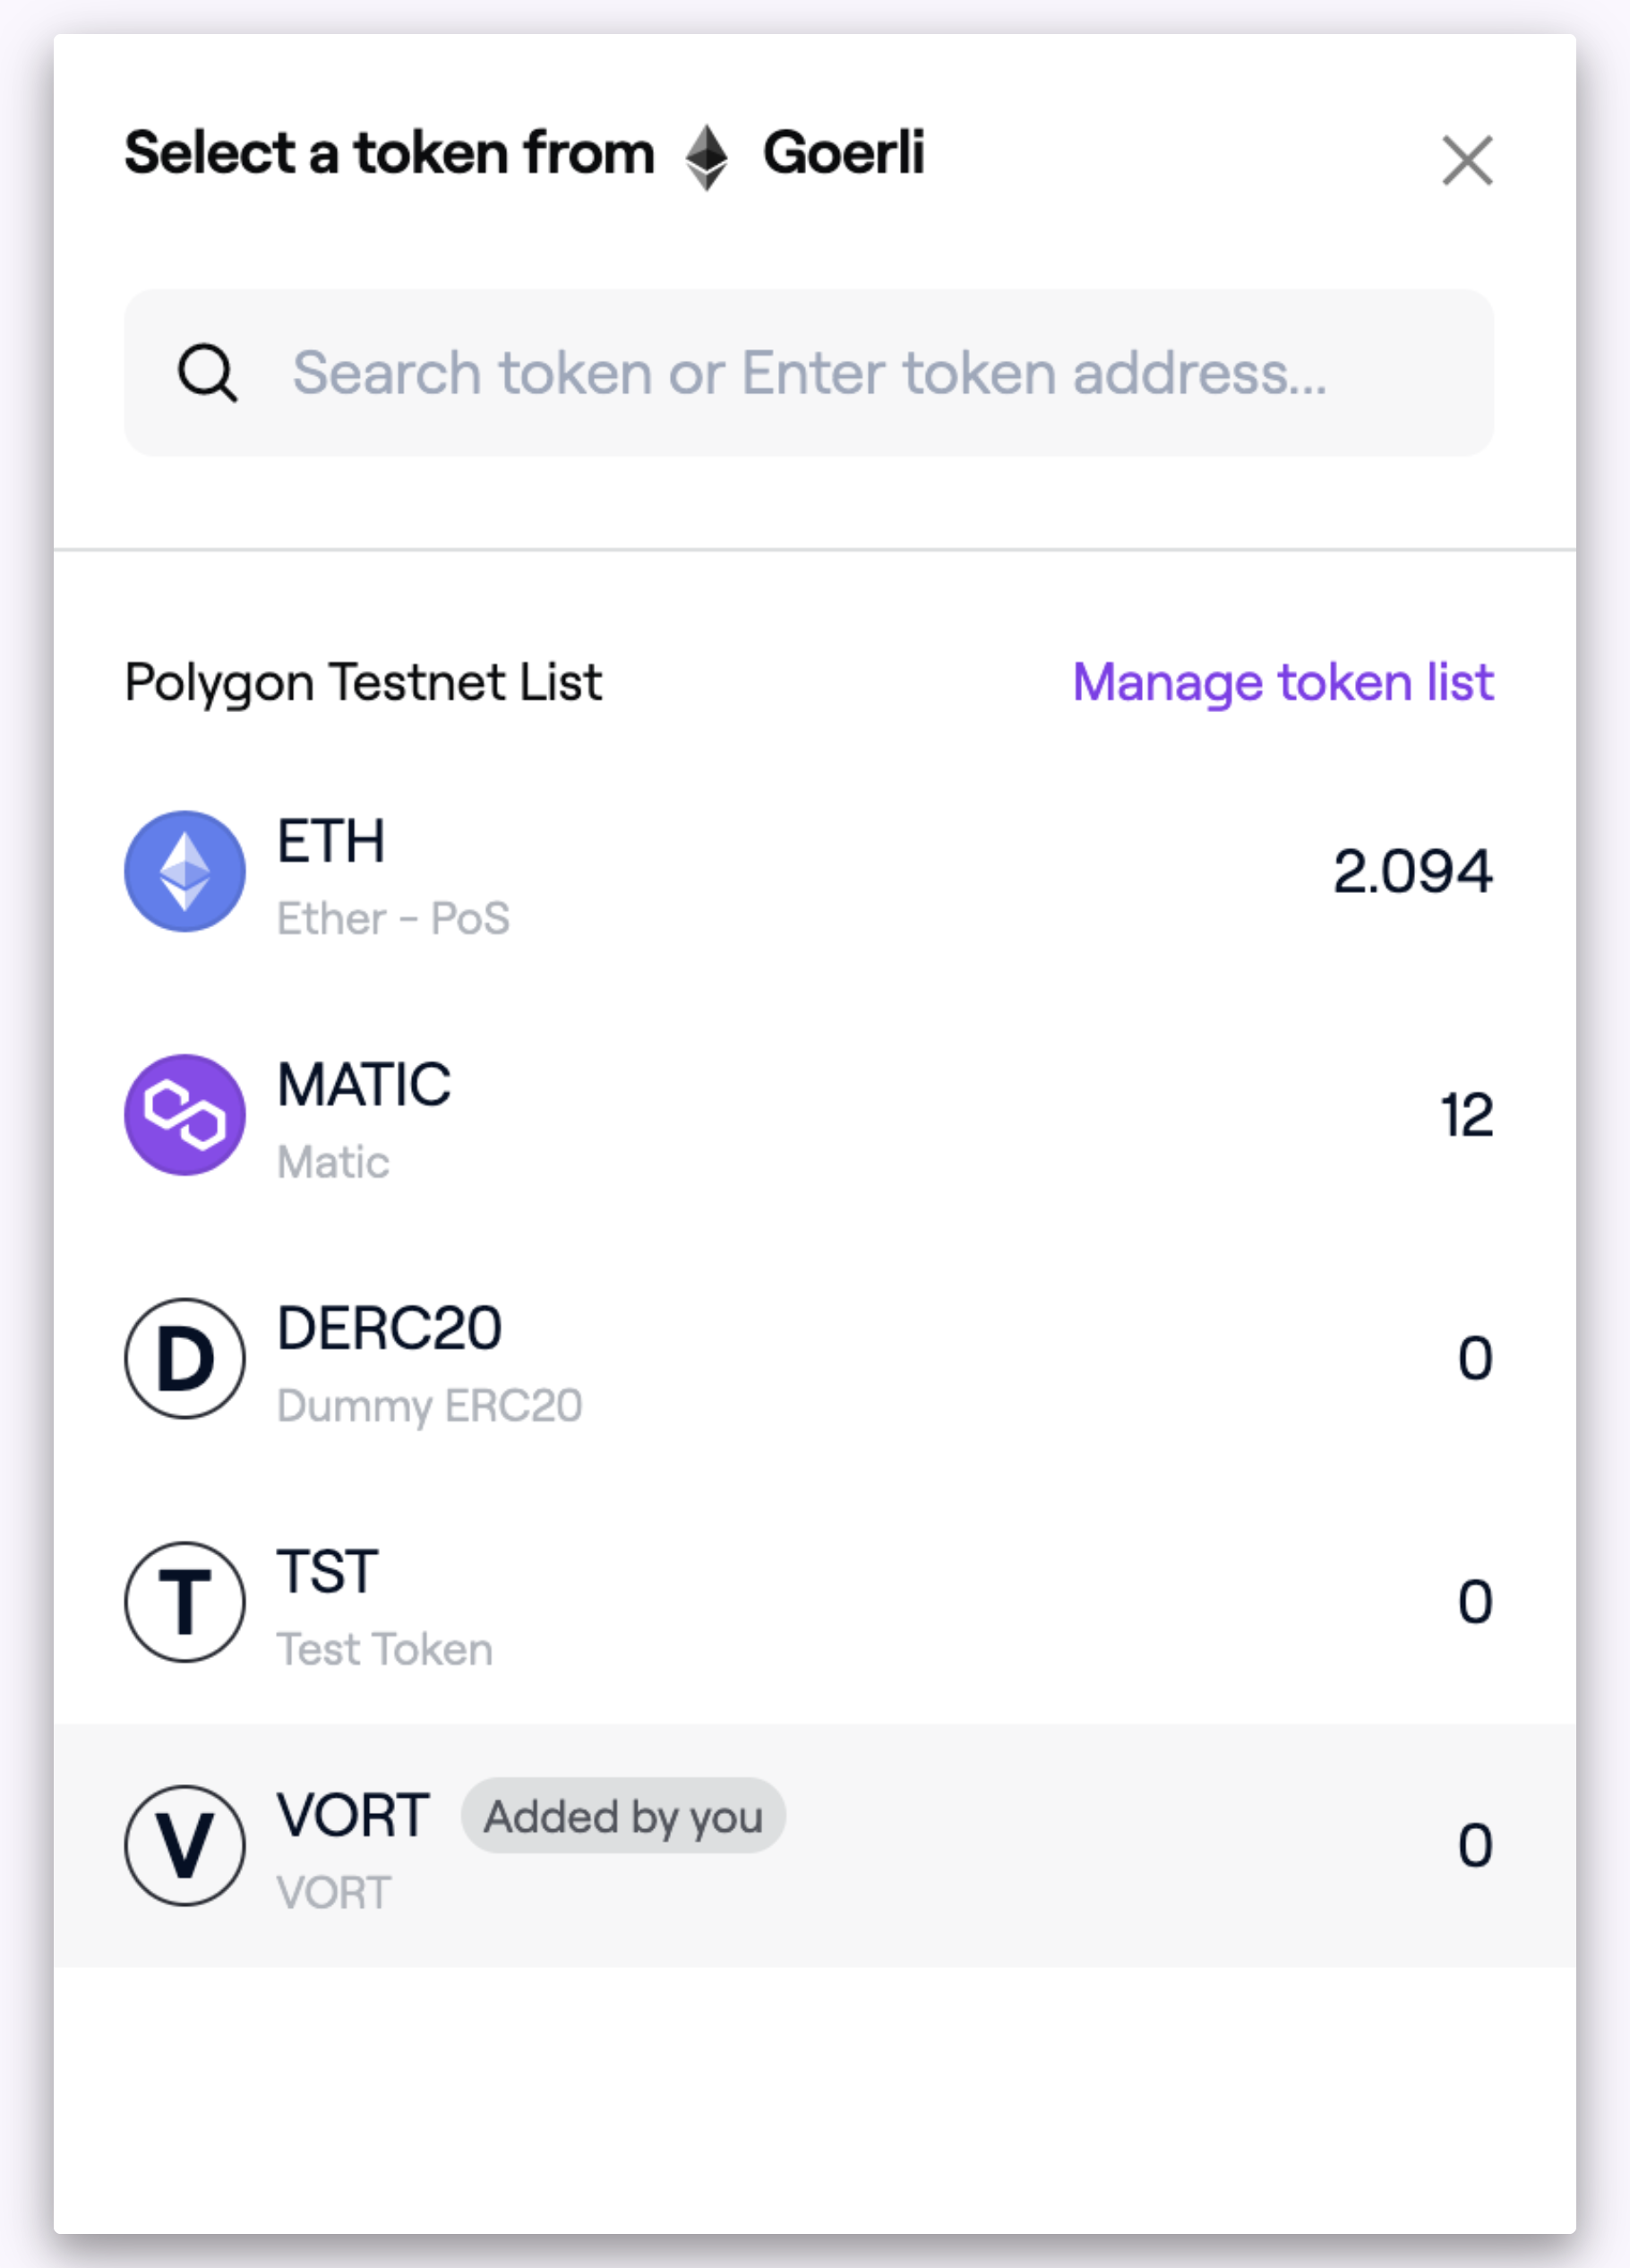 Select a token from Goerli
Search token or Enter token address...
Polygon Testnet List Manage token list
ETH
2.094
Ether - PoS
MATIC
12
Matic
D
DERC20
0
Dummy ERC20
T
TST
0
Test Token
V
VORT Added by you
0
VORT